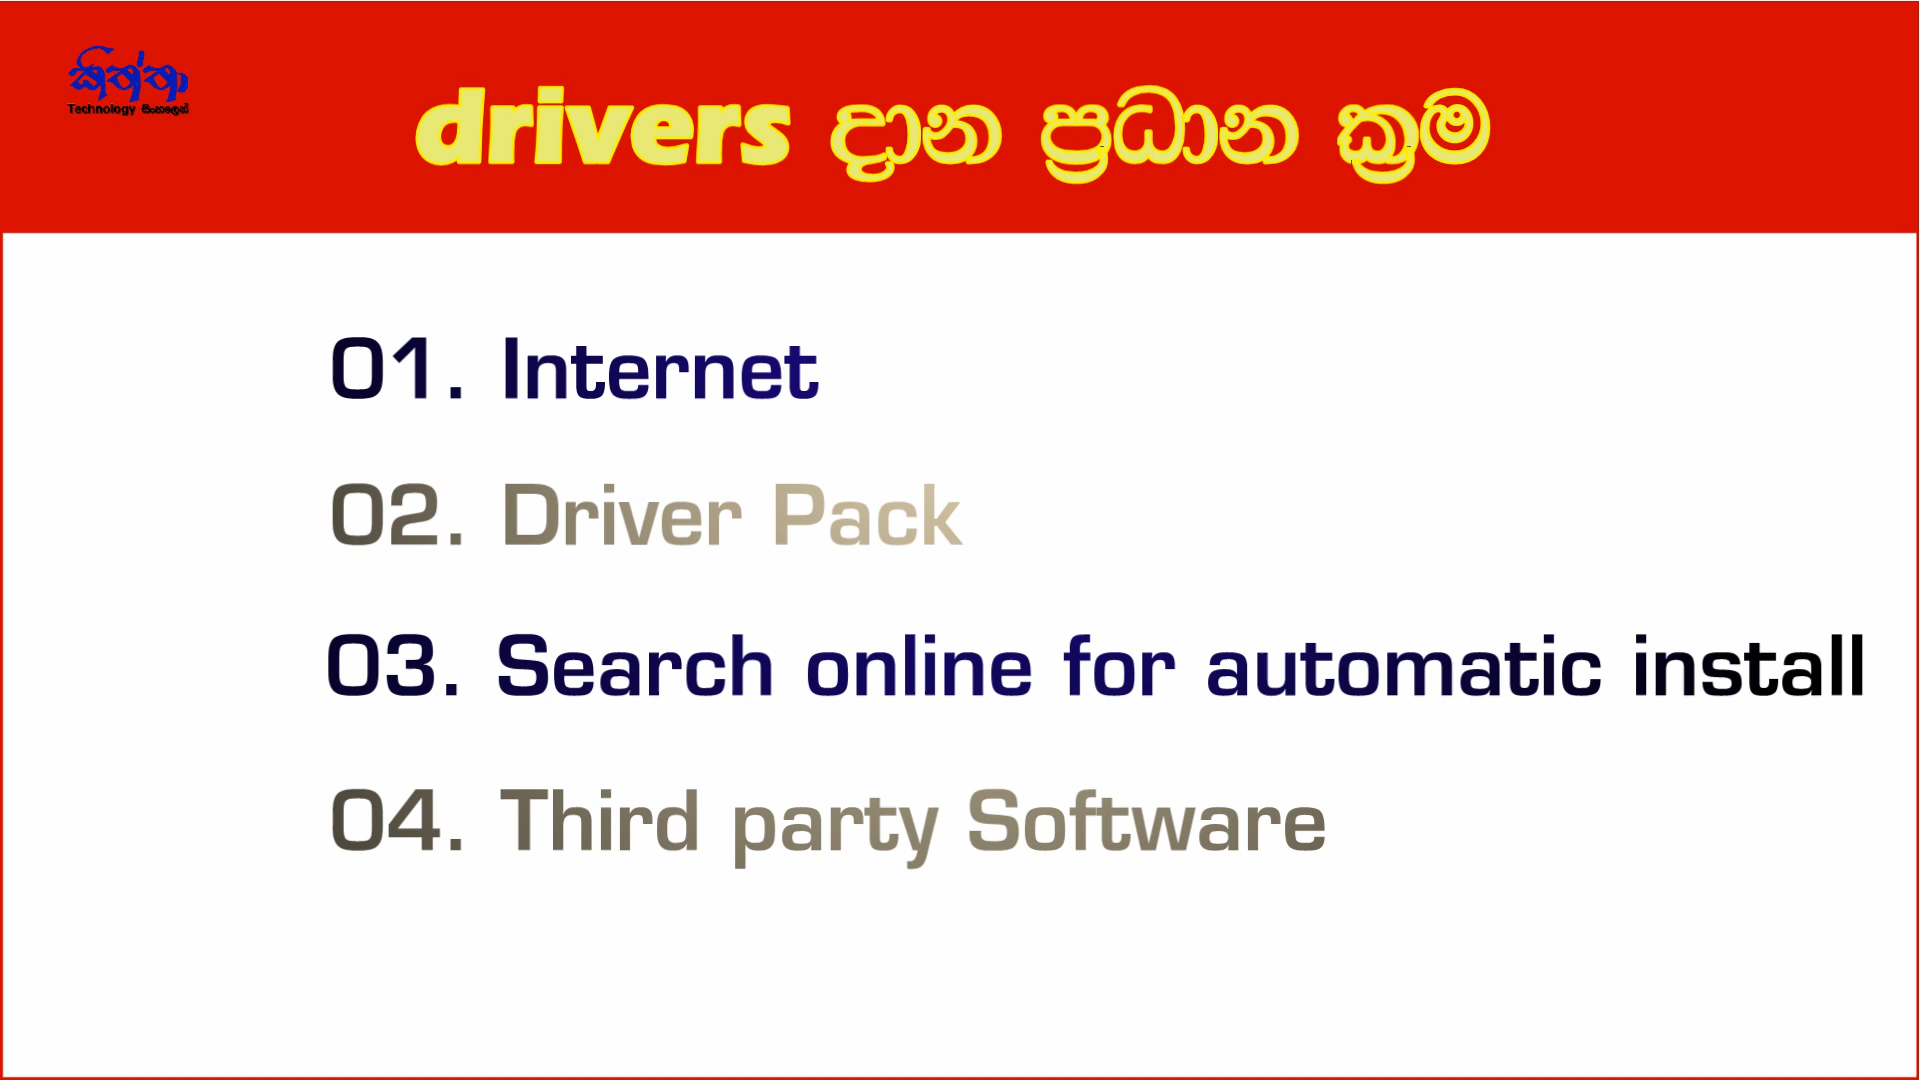 කිත්තා
Technology සිංහලෙන්
drivers දාන ප්‍රධාන ක්‍රම
01. Internet
02. Driver Pack
03. Search online for automatic install
04. Third party Software